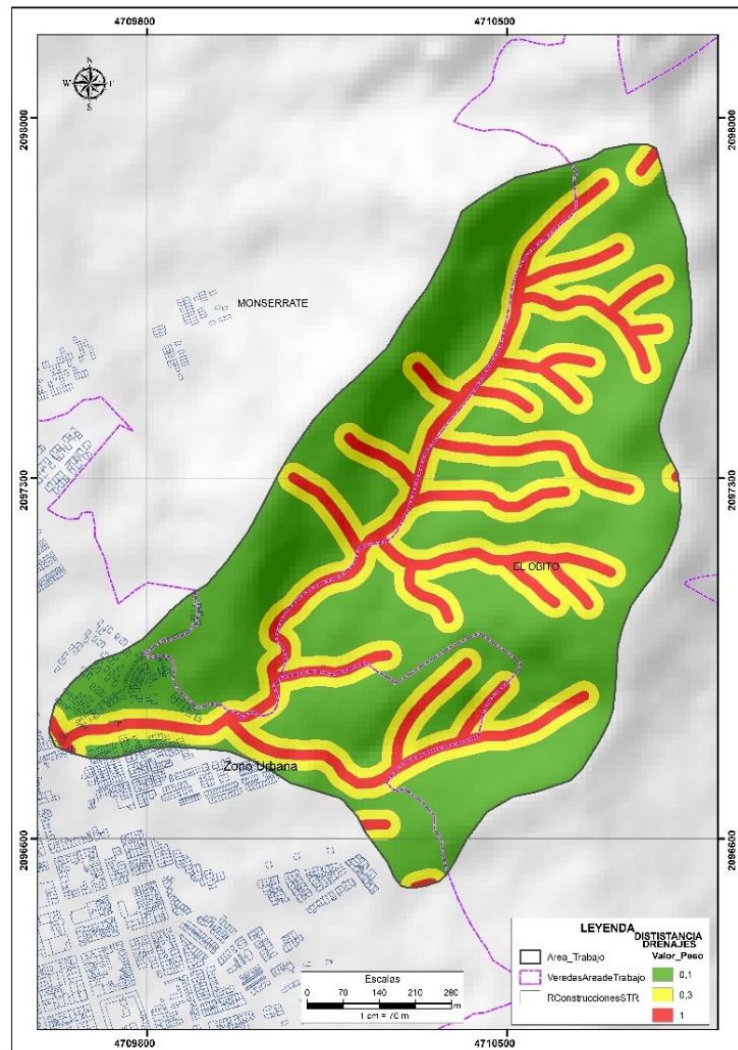 4709800
4710500
2098000
2098000
N
W
S
MONSERRATE
2097300
2097300
EL OBITO
Zona Urbana
2096600
2096600
LEYENDA
Area_Trabajo
VeredasAreadeTrabajo
RConstruccionesSTR
DISTISTANCIA
DRENAJES
Valor_Peso
0,1
0,3
1
Escalas
0 70 140 210 280
m
1 cm = 70 m
4709800
4710500